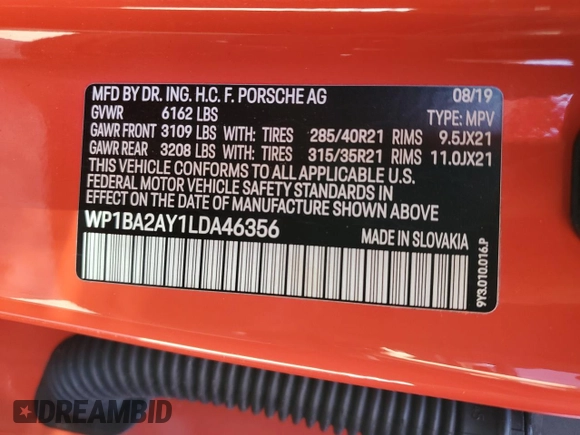 MFD BY DR. ING. H.C. F. PORSCHE AG 08/19
GVWR 6162 LBS TYPE: MPV
GAWR FRONT 3109 LBS WITH: TIRES 285/40R21 RIMS 9.5JX21
GAWR REAR 3208 LBS WITH: TIRES 315/35R21 RIMS 11.0JX21
THIS VEHICLE CONFORMS TO ALL APPLICABLE U.S.
FEDERAL MOTOR VEHICLE SAFETY STANDARDS IN
EFFECT ON THE DATE OF MANUFACTURE SHOWN ABOVE.
WP1BA2AY1LDA46356 MADE IN SLOVAKIA
9Y3.010.016.P
DREAMBID